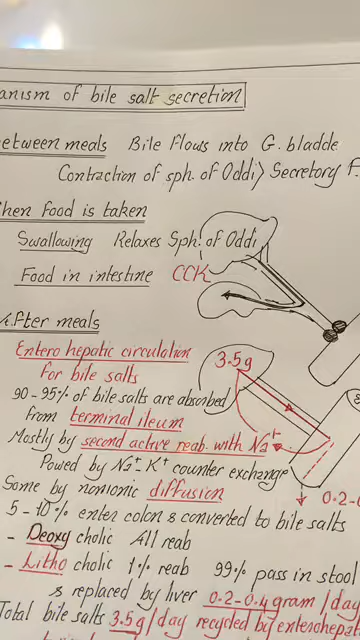 anism of bile salt secretion
etween meals Bile Flows into G. bladde
Contraction of sph. of Oddi > Secretory P.
hen Food is taken
Swallowing Relaxes Sph. of Oddi
Food in intestine CCK
After meals
Entero hepatic circulation
For bile salts
3.5g
90-95% of bile salts are absorbed
From terminal ileum
Mostly by second active reab. with Na+
Powed by Na+-K+ counter exchange
Some by nonionic diffusion
0.2-0
5-10% enter colon & converted to bile salts
- Deoxy cholic All reab
- Litho cholic 1% reab 99% pass in stool
& replaced by liver 0.2-0.4gram/day
Total bile salts 3.5g/day recycled by enterohepa